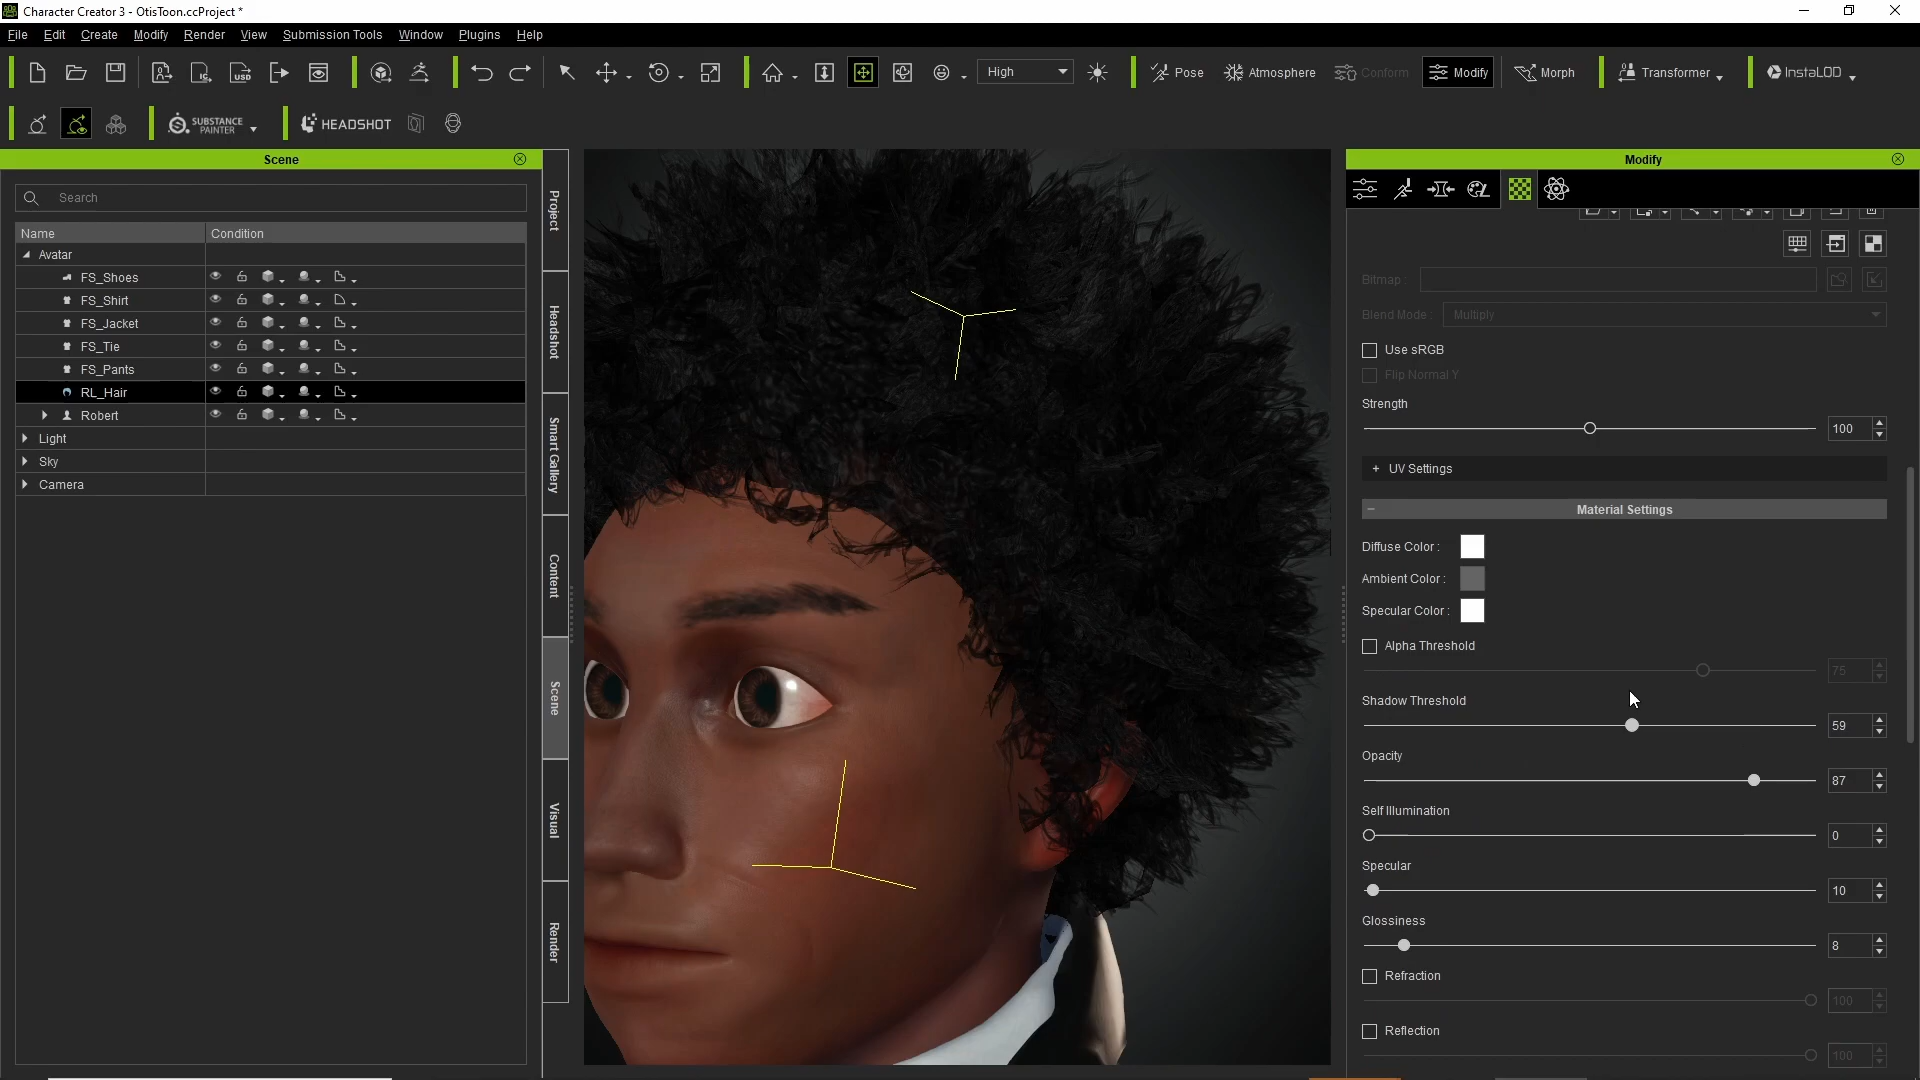 Character Creator 3 - OtisToon.ccProject *
File Edit Create Modify Render View Submission Tools Window Plugins Help
High Pose Atmosphere Conform Modify Morph Transformer InstaLOD
SUBSTANCE PAINTER HEADSHOT
Scene
Search
Name Condition
Avatar
FS_Shoes
FS_Shirt
FS_Jacket
FS_Tie
FS_Pants
RL_Hair
Robert
Light
Sky
Camera
Project
Headshot
Smart Gallery
Content
Scene
Visual
Render
Modify
Bitmap :
Blend Mode : Multiply
Use sRGB
Flip Normal Y
Strength
100
+ UV Settings
Material Settings
Diffuse Color :
Ambient Color :
Specular Color :
Alpha Threshold
75
Shadow Threshold
59
Opacity
87
Self Illumination
0
Specular
10
Glossiness
8
Refraction
100
Reflection
100